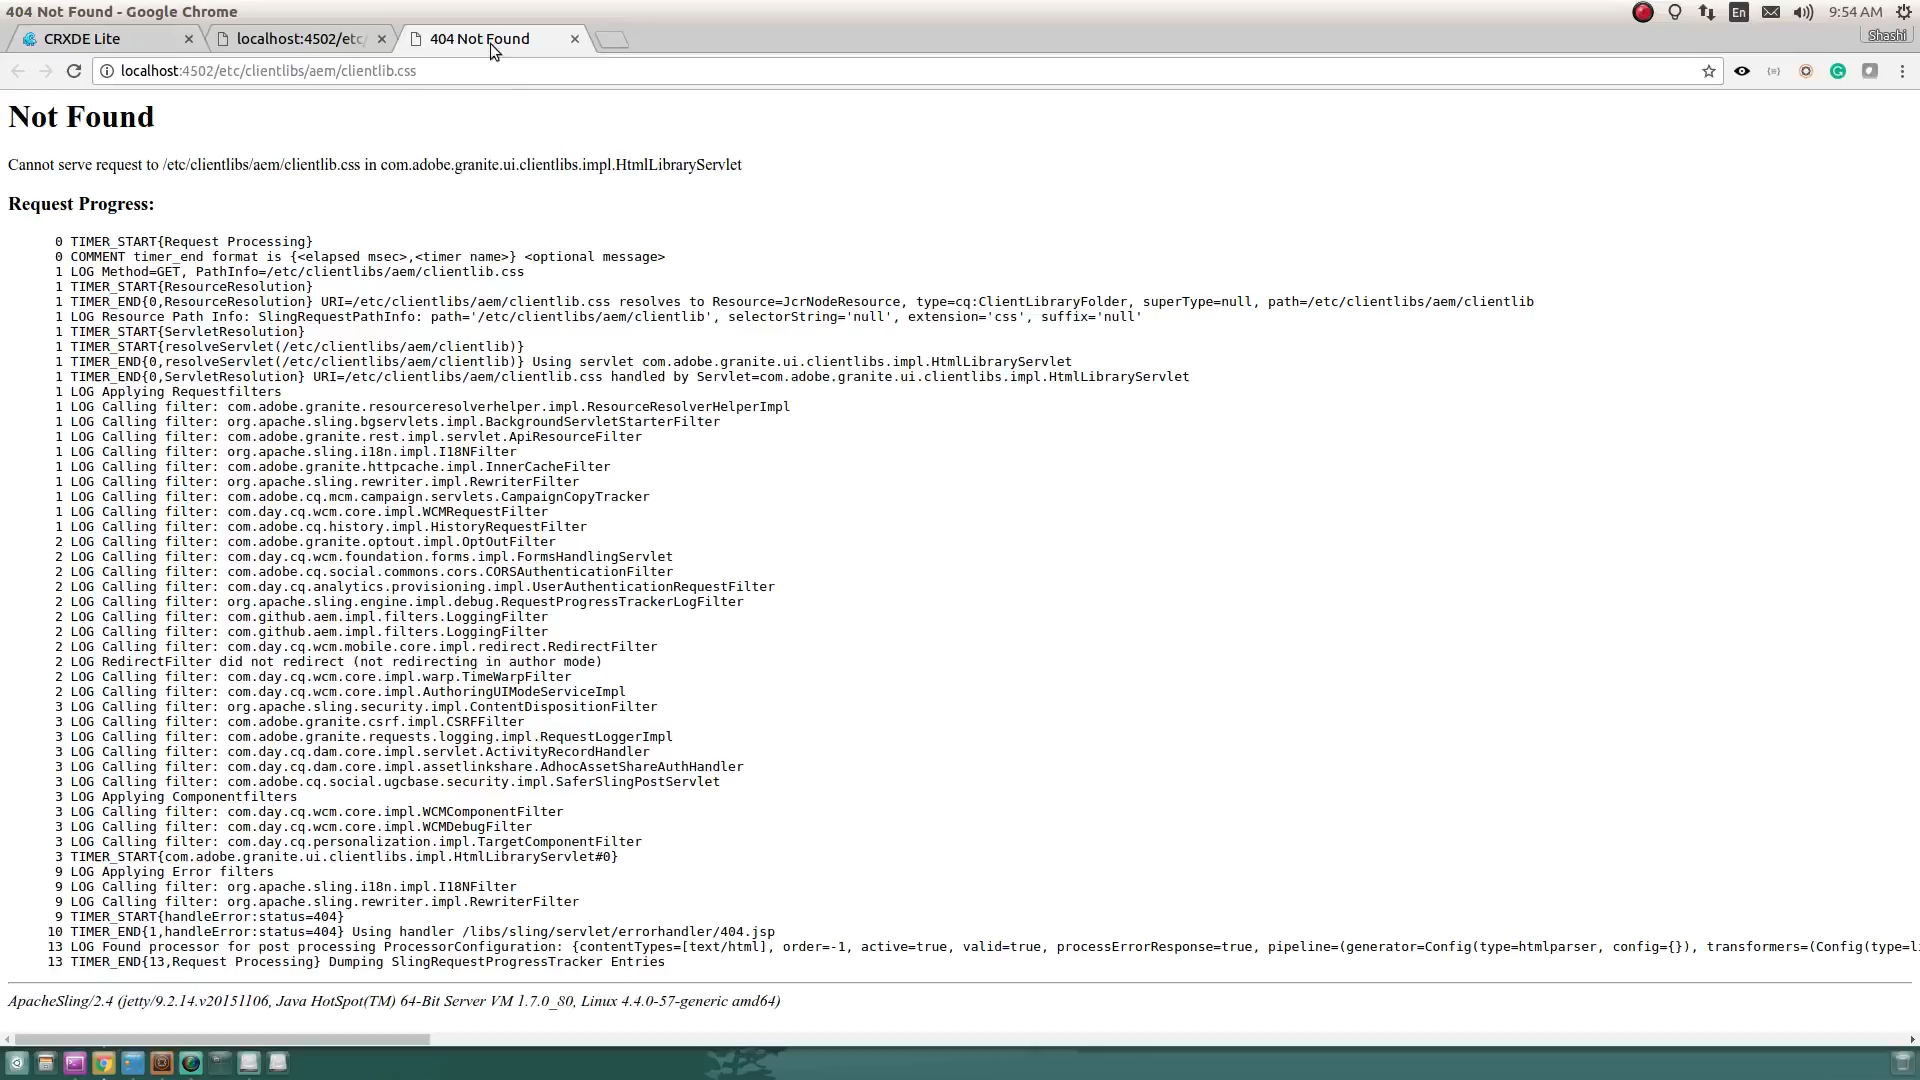 404 Not Found - Google Chrome
En
9:54 AM
CRXDE Lite
localhost:4502/etc/
404 Not Found
Shashi
localhost:4502/etc/clientlibs/aem/clientlib.css
Not Found
Cannot serve request to /etc/clientlibs/aem/clientlib.css in com.adobe.granite.ui.clientlibs.impl.HtmlLibraryServlet
Request Progress:
0 TIMER_START{Request Processing}
0 COMMENT timer_end format is {<elapsed msec>,<timer name>} <optional message>
1 LOG Method=GET, PathInfo=/etc/clientlibs/aem/clientlib.css
1 TIMER_START{ResourceResolution}
1 TIMER_END{0,ResourceResolution} URI=/etc/clientlibs/aem/clientlib.css resolves to Resource=JcrNodeResource, type=cq:ClientLibraryFolder, superType=null, path=/etc/clientlibs/aem/clientlib
1 LOG Resource Path Info: SlingRequestPathInfo: path='/etc/clientlibs/aem/clientlib', selectorString='null', extension='css', suffix='null'
1 TIMER_START{ServletResolution}
1 TIMER_START{resolveServlet(/etc/clientlibs/aem/clientlib)}
1 TIMER_END{0,resolveServlet(/etc/clientlibs/aem/clientlib)} Using servlet com.adobe.granite.ui.clientlibs.impl.HtmlLibraryServlet
1 TIMER_END{0,ServletResolution} URI=/etc/clientlibs/aem/clientlib.css handled by Servlet=com.adobe.granite.ui.clientlibs.impl.HtmlLibraryServlet
1 LOG Applying Requestfilters
1 LOG Calling filter: com.adobe.granite.resourceresolverhelper.impl.ResourceResolverHelperImpl
1 LOG Calling filter: org.apache.sling.bgservlets.impl.BackgroundServletStarterFilter
1 LOG Calling filter: com.adobe.granite.rest.impl.servlet.ApiResourceFilter
1 LOG Calling filter: org.apache.sling.i18n.impl.I18NFilter
1 LOG Calling filter: com.adobe.granite.httpcache.impl.InnerCacheFilter
1 LOG Calling filter: org.apache.sling.rewriter.impl.RewriterFilter
1 LOG Calling filter: com.adobe.cq.mcm.campaign.servlets.CampaignCopyTracker
1 LOG Calling filter: com.day.cq.wcm.core.impl.WCMRequestFilter
1 LOG Calling filter: com.adobe.cq.history.impl.HistoryRequestFilter
2 LOG Calling filter: com.adobe.granite.optout.impl.OptOutFilter
2 LOG Calling filter: com.day.cq.wcm.foundation.forms.impl.FormsHandlingServlet
2 LOG Calling filter: com.adobe.cq.social.commons.cors.CORSAuthenticationFilter
2 LOG Calling filter: com.day.cq.analytics.provisioning.impl.UserAuthenticationRequestFilter
2 LOG Calling filter: org.apache.sling.engine.impl.debug.RequestProgressTrackerLogFilter
2 LOG Calling filter: com.github.aem.impl.filters.LoggingFilter
2 LOG Calling filter: com.github.aem.impl.filters.LoggingFilter
2 LOG Calling filter: com.day.cq.wcm.mobile.core.impl.redirect.RedirectFilter
2 LOG RedirectFilter did not redirect (not redirecting in author mode)
2 LOG Calling filter: com.day.cq.wcm.core.impl.warp.TimeWarpFilter
2 LOG Calling filter: com.day.cq.wcm.core.impl.AuthoringUIModeServiceImpl
3 LOG Calling filter: org.apache.sling.security.impl.ContentDispositionFilter
3 LOG Calling filter: com.adobe.granite.csrf.impl.CSRFFilter
3 LOG Calling filter: com.adobe.granite.requests.logging.impl.RequestLoggerImpl
3 LOG Calling filter: com.day.cq.dam.core.impl.servlet.ActivityRecordHandler
3 LOG Calling filter: com.day.cq.dam.core.impl.assetlinkshare.AdhocAssetShareAuthHandler
3 LOG Calling filter: com.adobe.cq.social.ugcbase.security.impl.SaferSlingPostServlet
3 LOG Applying Componentfilters
3 LOG Calling filter: com.day.cq.wcm.core.impl.WCMComponentFilter
3 LOG Calling filter: com.day.cq.wcm.core.impl.WCMDebugFilter
3 LOG Calling filter: com.day.cq.personalization.impl.TargetComponentFilter
3 TIMER_START{com.adobe.granite.ui.clientlibs.impl.HtmlLibraryServlet#0}
9 LOG Applying Error filters
9 LOG Calling filter: org.apache.sling.i18n.impl.I18NFilter
9 LOG Calling filter: org.apache.sling.rewriter.impl.RewriterFilter
9 TIMER_START{handleError:status=404}
10 TIMER_END{1,handleError:status=404} Using handler /libs/sling/servlet/errorhandler/404.jsp
13 LOG Found processor for post processing ProcessorConfiguration: {contentTypes=[text/html], order=-1, active=true, valid=true, processErrorResponse=true, pipeline=(generator=Config(type=htmlparser, config={}), transformers=(Config(type=li
13 TIMER_END{13,Request Processing} Dumping SlingRequestProgressTracker Entries
ApacheSling/2.4 (jetty/9.2.14.v20151106, Java HotSpot(TM) 64-Bit Server VM 1.7.0_80, Linux 4.4.0-57-generic amd64)